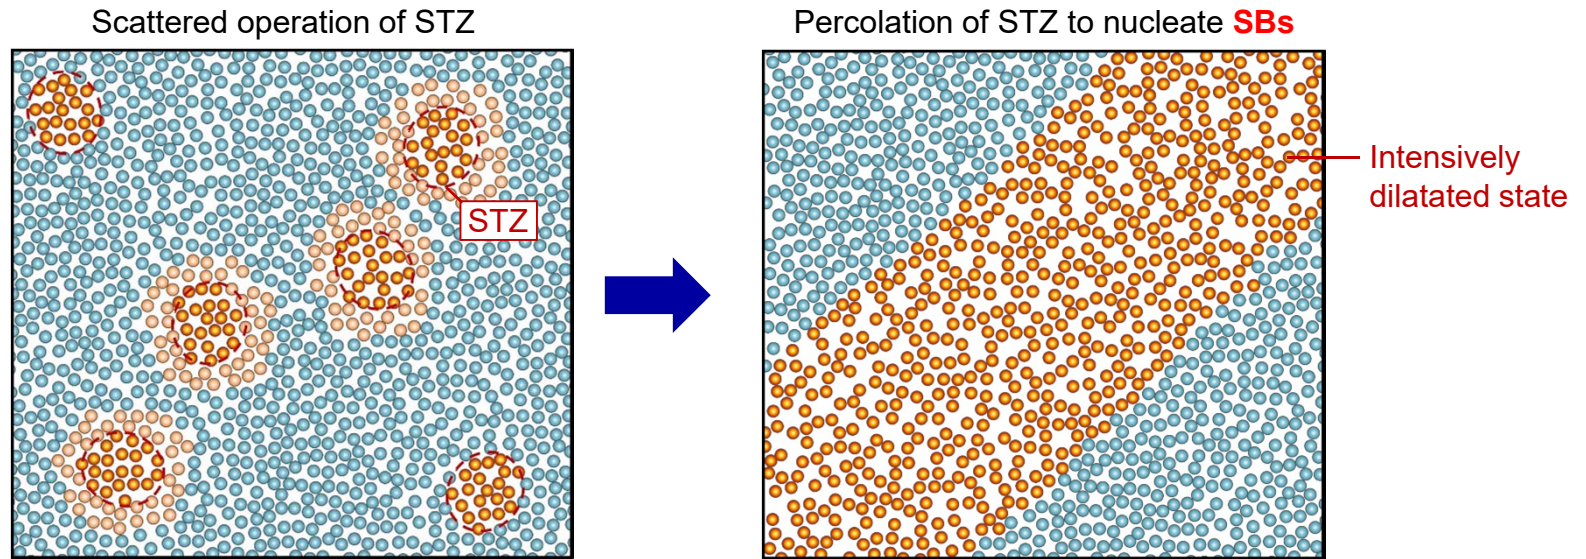 Scattered operation of STZ
Percolation of STZ to nucleate SBs
STZ
Intensively
dilatated state